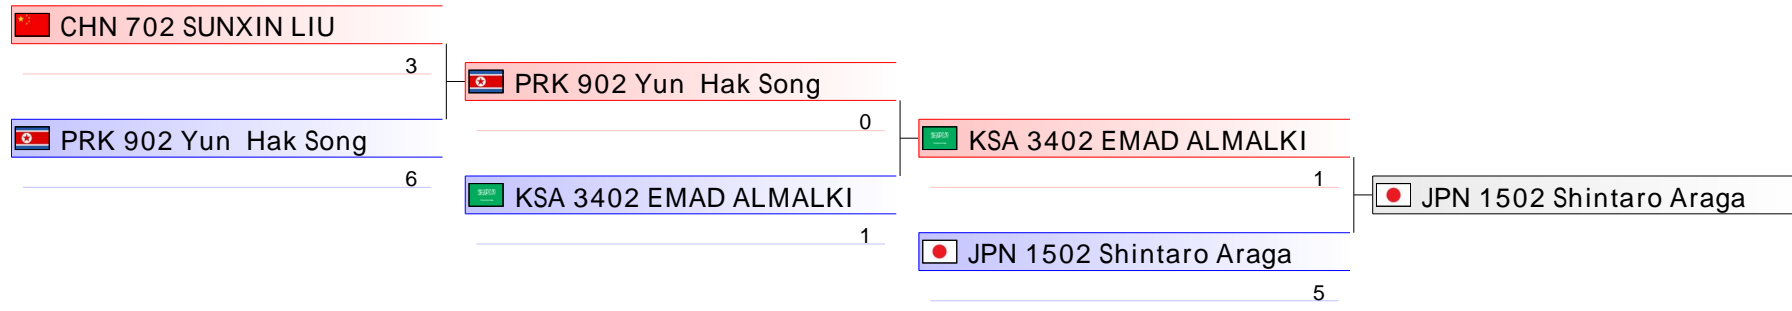 CHN 702 SUNXIN LIU
3
PRK 902 Yun  Hak Song
6
PRK 902 Yun  Hak Song
0
KSA 3402 EMAD ALMALKI
1
KSA 3402 EMAD ALMALKI
1
JPN 1502 Shintaro Araga
5
JPN 1502 Shintaro Araga